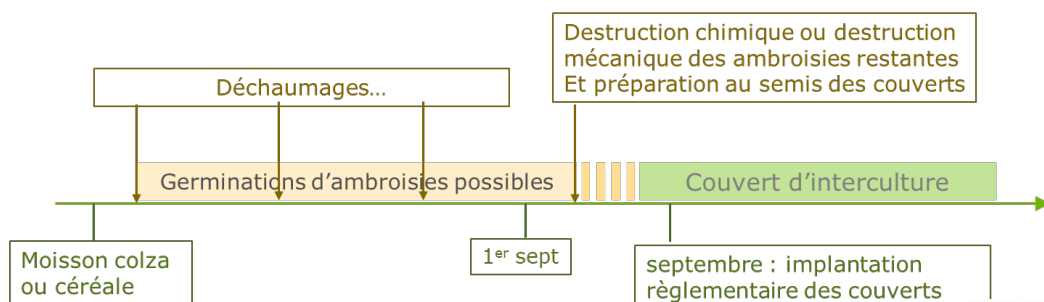 Destruction chimique ou destruction
mécanique des ambroisies restantes
Et préparation au semis des couverts
Déchaumages...
Germinations d’ambroisies possibles
Couvert d’interculture
Moisson colza
ou céréale
1er sept
septembre : implantation
règlementaire des couverts